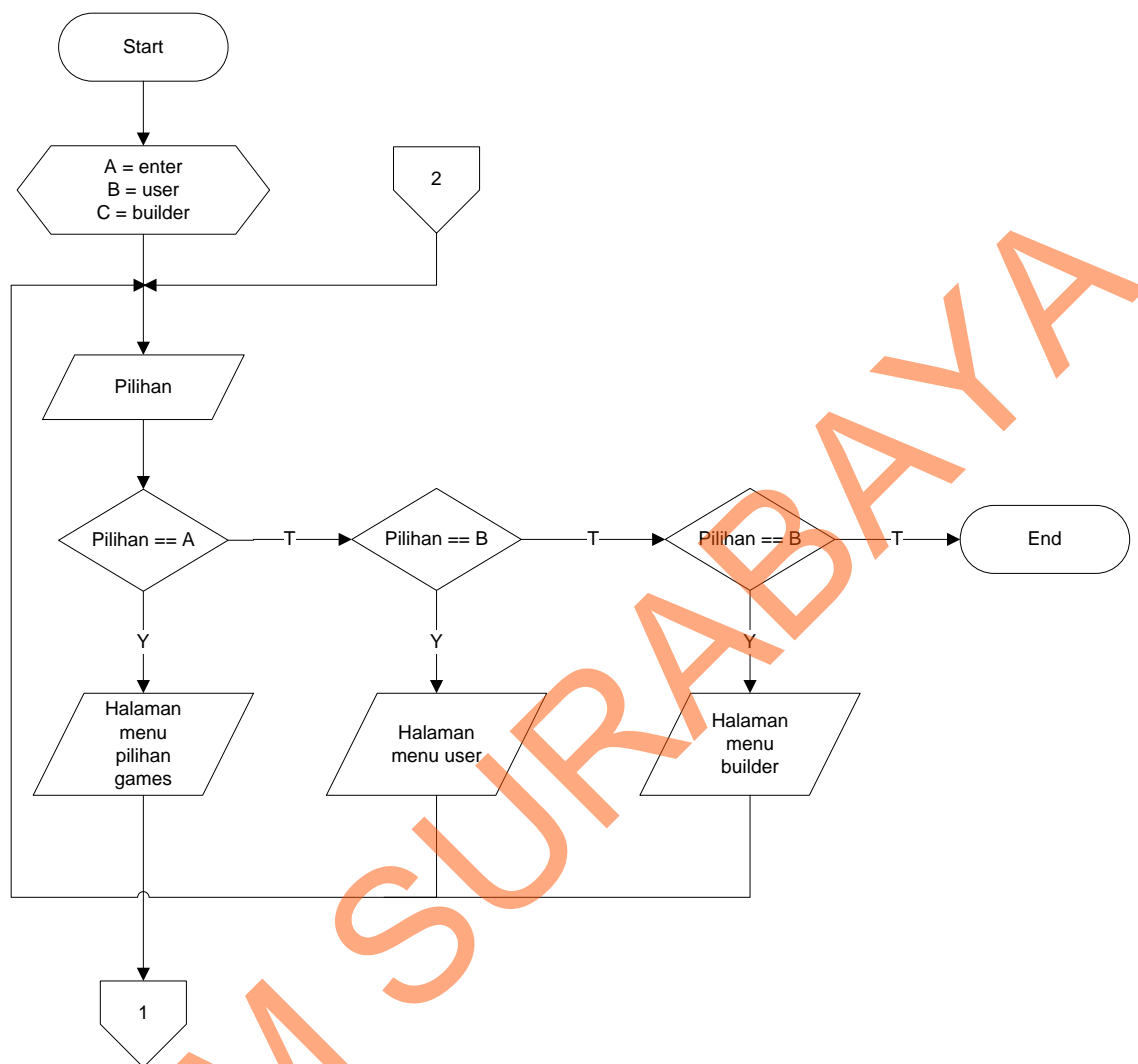 Start
A = enter
B = user
C = builder
2
Pilihan
Pilihan == A
T
Pilihan == B
T
Pilihan == B
T
End
Y
Y
Y
Halaman
menu
pilihan
games
Halaman
menu user
Halaman
menu
builder
1
M SURABAYA